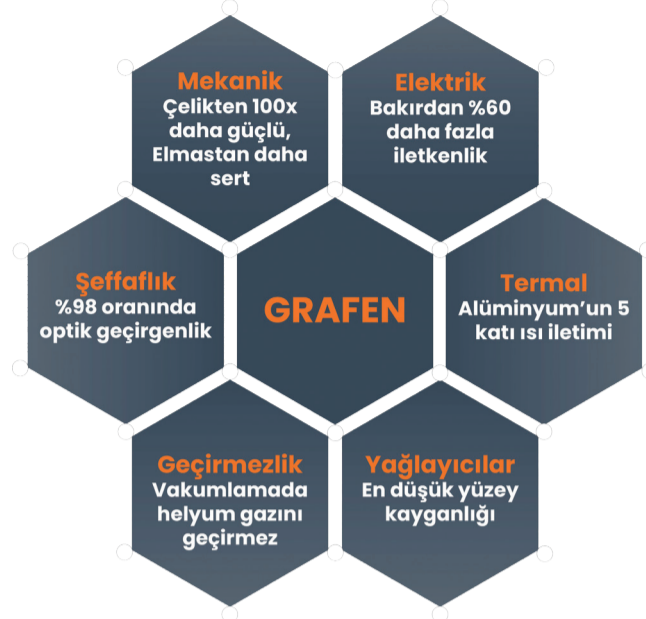 Mekanik
Çelikten 100x
daha güçlü,
Elmastan daha
sert
Elektrik
Bakırdan %60
daha fazla
iletkenlik
Şeffaflık
%98 oranında
optik geçirgenlik
GRAFEN
Termal
Alüminyum’un 5
katı ısı iletimi
Geçirmezlik
Vakumlamada
helyum gazını
geçirmez
Yağlayıcılar
En düşük yüzey
kayganlığı